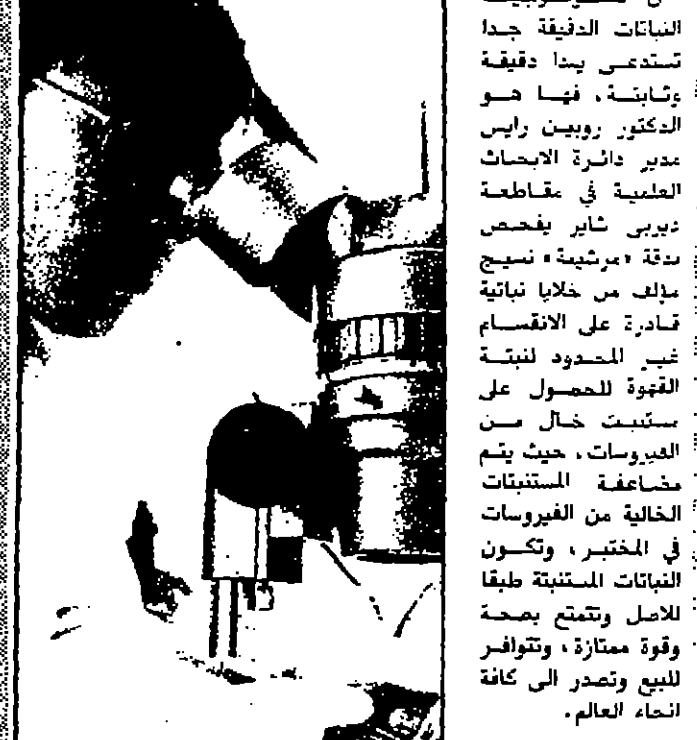 النباتات الدقيقة جدا
تستدعي يدا دقيقة
وثابتة، فها هو
الدكتور روبين رايس
مدير دائرة الابحاث
العلمية في مقاطعة
ديربي شاير يفحص
بدقة «مرشيمة» نسيج
مؤلف من خلايا نباتية
قادرة على الانقسام
غير المحدود لنبتة
القهوة للحصول على
مستنبت خال من
الفيروسات، حيث يتم
مضاعفة المستنبتات
الخالية من الفيروسات
في المختبر، وتكون
النباتات المستنبتة طبقا
للاصل وتتمتع بصحة
وقوة ممتازة، وتتوافر
للبيع وتصدر الى كافة
انحاء العالم.